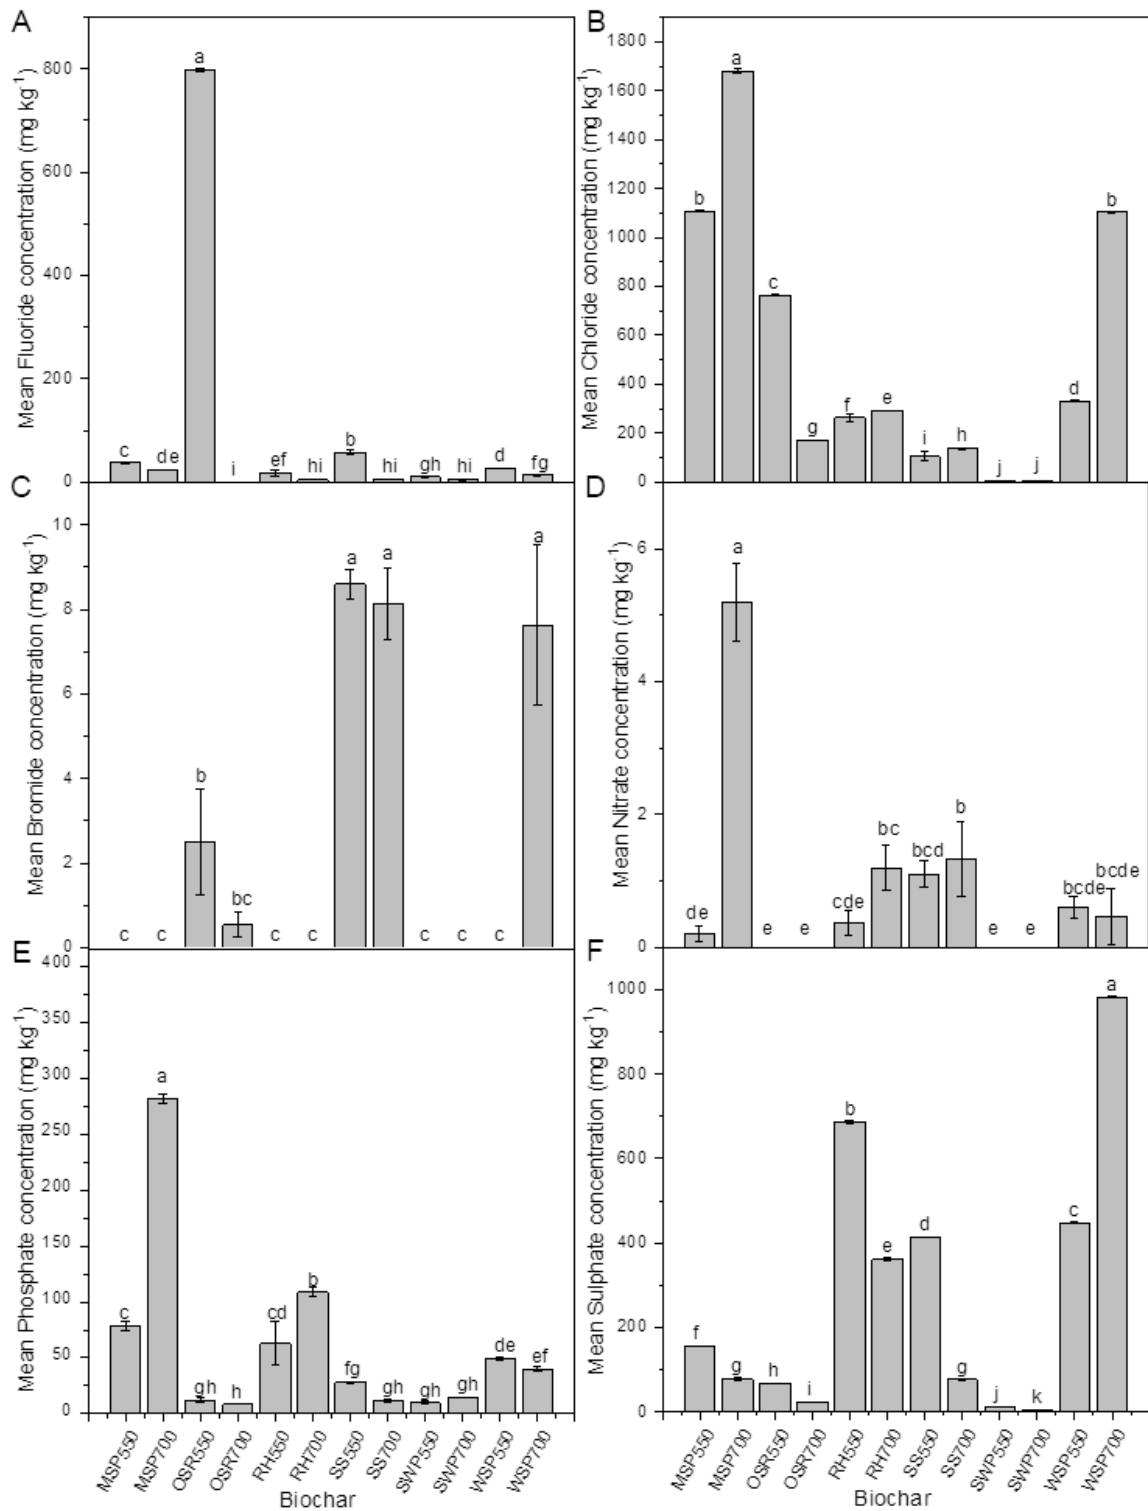 A
Mean Fluoride concentration (mg kg-1)
800
600
400
200
0
a
c
de
i
ef
hi
b
hi
gh
hi
d
fg
B
Mean Chloride concentration (mg kg-1)
1800
1600
1400
1200
1000
800
600
400
200
0
b
a
c
g
f
e
i
h
j
j
d
b
C
Mean Bromide concentration (mg kg-1)
10
8
6
4
2
0
c
c
b
bc
c
c
a
a
c
c
c
a
D
Mean Nitrate concentration (mg kg-1)
6
4
2
0
de
a
e
e
cde
bc
bcd
b
e
e
bcde
bcde
E
Mean Phosphate concentration (mg kg-1)
400
350
300
250
200
150
100
50
0
c
a
gh
h
cd
b
fg
gh
gh
gh
de
ef
MSP550
MSP700
OSR550
OSR700
RH550
RH700
SS550
SS700
SWP550
SWP700
WSP550
WSP700
Biochar
F
Mean Sulphate concentration (mg kg-1)
1000
800
600
400
200
0
f
g
h
i
b
e
d
g
j
k
c
a
MSP550
MSP700
OSR550
OSR700
RH550
RH700
SS550
SS700
SWP550
SWP700
WSP550
WSP700
Biochar